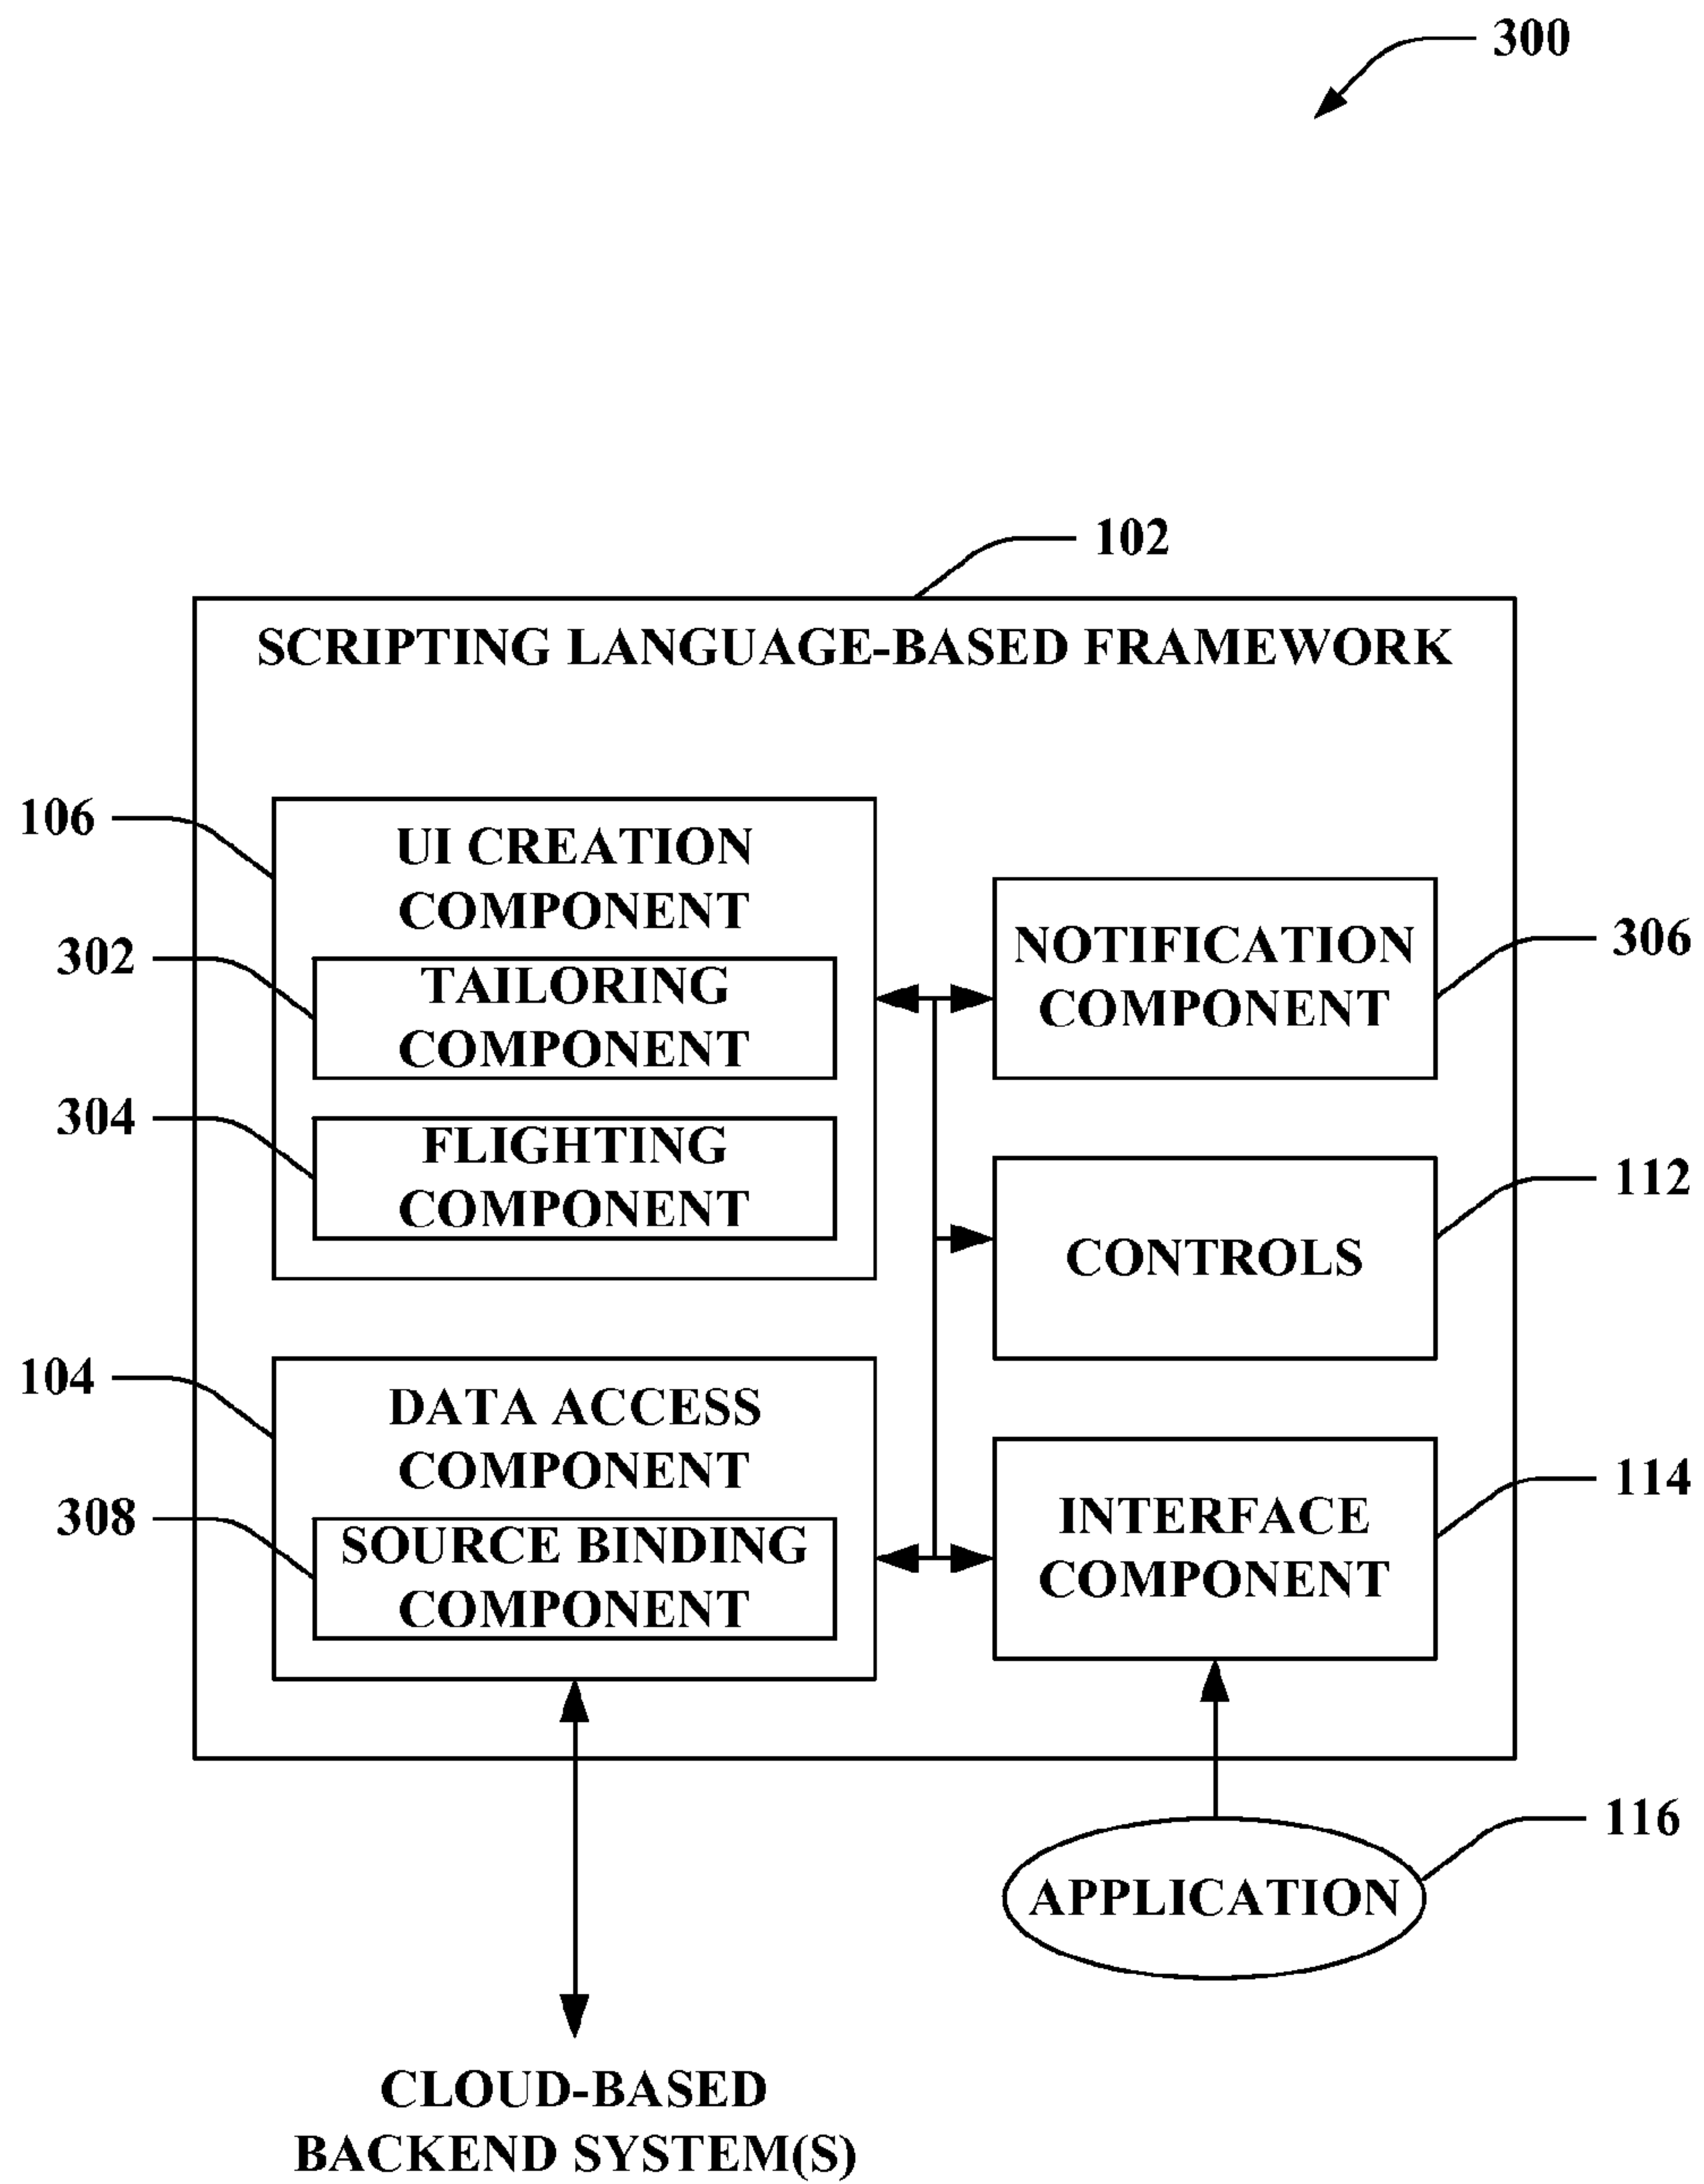 300
102
SCRIPTING LANGUAGE-BASED FRAMEWORK
106
UI CREATION
COMPONENT
302
TAILORING
COMPONENT
304
FLIGHTING
COMPONENT
NOTIFICATION
COMPONENT
306
CONTROLS
112
104
DATA ACCESS
COMPONENT
308
SOURCE BINDING
COMPONENT
INTERFACE
COMPONENT
114
APPLICATION
116
CLOUD-BASED
BACKEND SYSTEM(S)